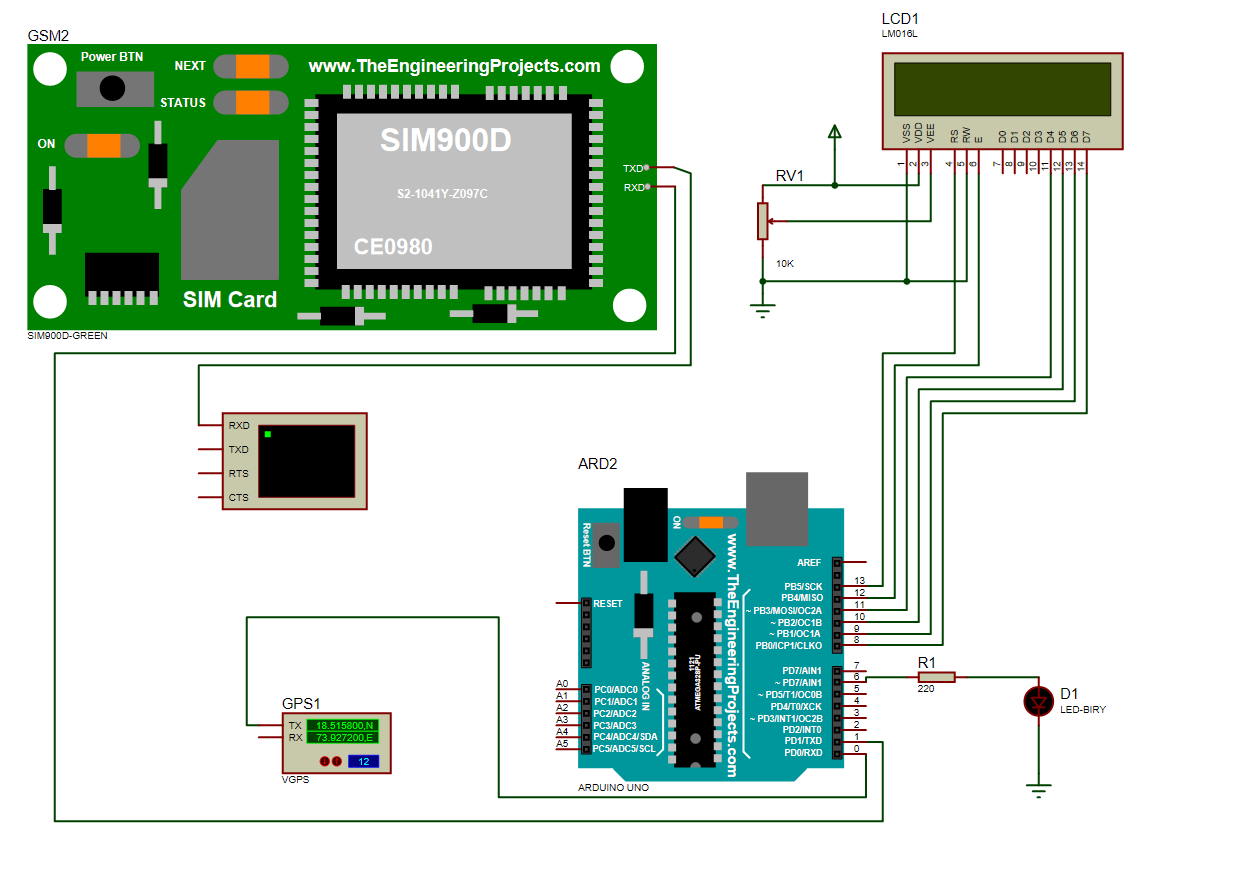 GSM2
Power BTN
NEXT
STATUS
ON
www.TheEngineeringProjects.com
SIM900D
S2-1041Y-Z097C
CE0980
TXD
RXD
SIM Card
SIM900D-GREEN
LCD1
LM016L
VSS
VDD
VEE
RS
RW
E
D0
D1
D2
D3
D4
D5
D6
D7
1
2
3
4
5
6
7
8
9
10
11
12
13
14
RV1
10K
RXD
TXD
RTS
CTS
ARD2
Reset BTN
ON
www.TheEngineeringProjects.com
AREF
PB5/SCK 13
PB4/MISO 12
~ PB3/MOSI/OC2A 11
~ PB2/OC1B 10
~ PB1/OC1A 9
PB0/ICP1/CLKO 8
RESET
1121
ATMEGA328P-PU
ANALOG IN
PD7/AIN1 7
~ PD7/AIN1 6
~ PD5/T1/OC0B 5
PD4/T0/XCK 4
~ PD3/INT1/OC2B 3
PD2/INT0 2
PD1/TXD 1
PD0/RXD 0
A0 PC0/ADC0
A1 PC1/ADC1
A2 PC2/ADC2
A3 PC3/ADC3
A4 PC4/ADC4/SDA
A5 PC5/ADC5/SCL
ARDUINO UNO
R1
220
D1
LED-BIRY
GPS1
TX 18.515800,N
RX 73.927200,E
12
VGPS